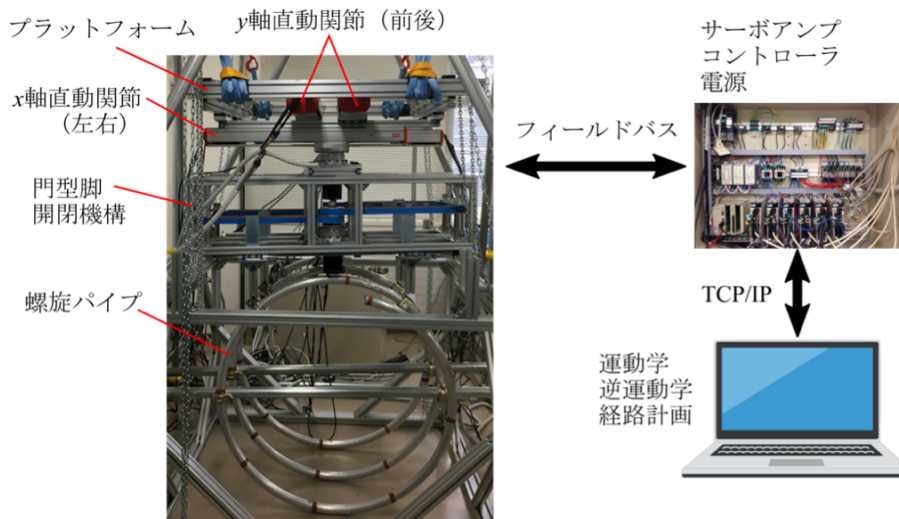 プラットフォーム
y軸直動関節（前後）
x軸直動関節
（左右）
門型脚
開閉機構
螺旋パイプ
フィールドバス
サーボアンプ
コントローラ
電源
TCP/IP
運動学
逆運動学
経路計画